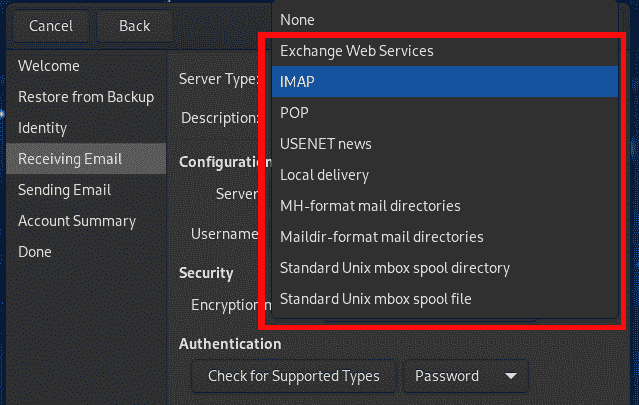 Cancel
Back
Welcome
Restore from Backup
Identity
Receiving Email
Sending Email
Account Summary
Done
Server Type:
Description:
Configuration
Server
Username
Security
Encryption
Authentication
Check for Supported Types
Password
None
Exchange Web Services
IMAP
POP
USENET news
Local delivery
MH-format mail directories
Maildir-format mail directories
Standard Unix mbox spool directory
Standard Unix mbox spool file